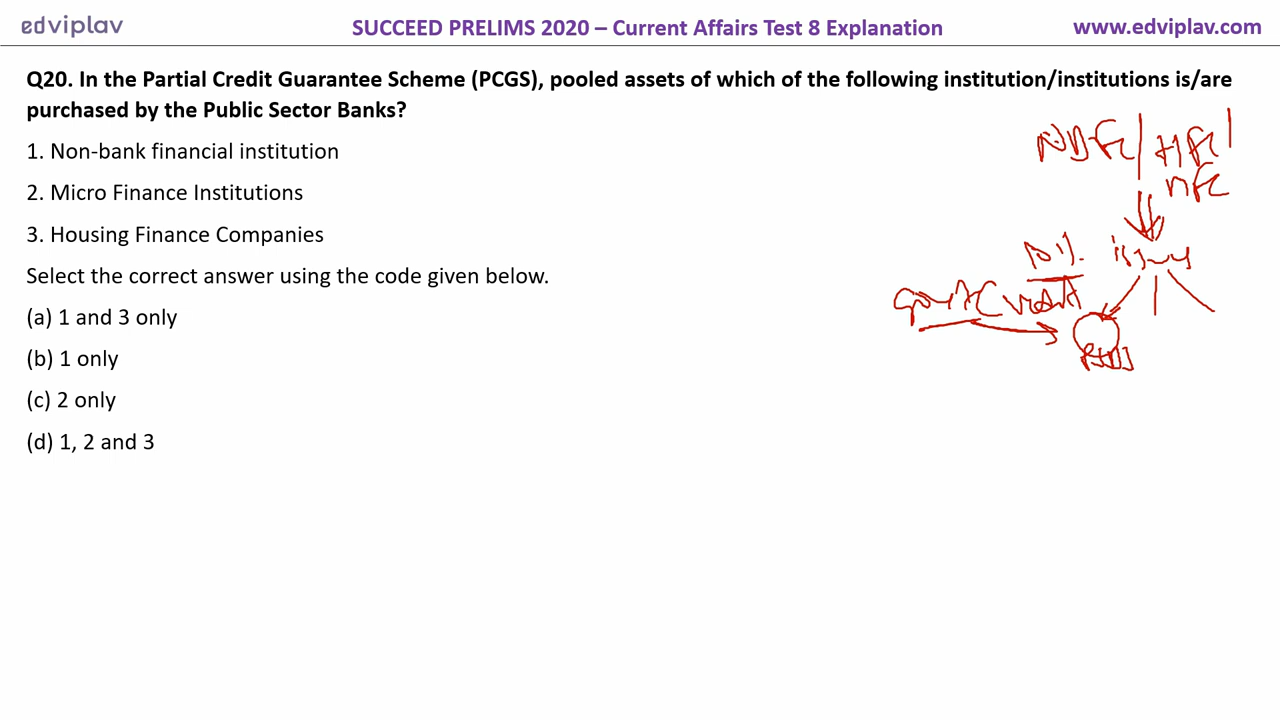 edviplav
SUCCEED PRELIMS 2020 – Current Affairs Test 8 Explanation
www.edviplav.com
Q20. In the Partial Credit Guarantee Scheme (PCGS), pooled assets of which of the following institution/institutions is/are
purchased by the Public Sector Banks?
1. Non-bank financial institution
2. Micro Finance Institutions
3. Housing Finance Companies
Select the correct answer using the code given below.
(a) 1 and 3 only
(b) 1 only
(c) 2 only
(d) 1, 2 and 3
NBFC | HFC |
MFC
10%